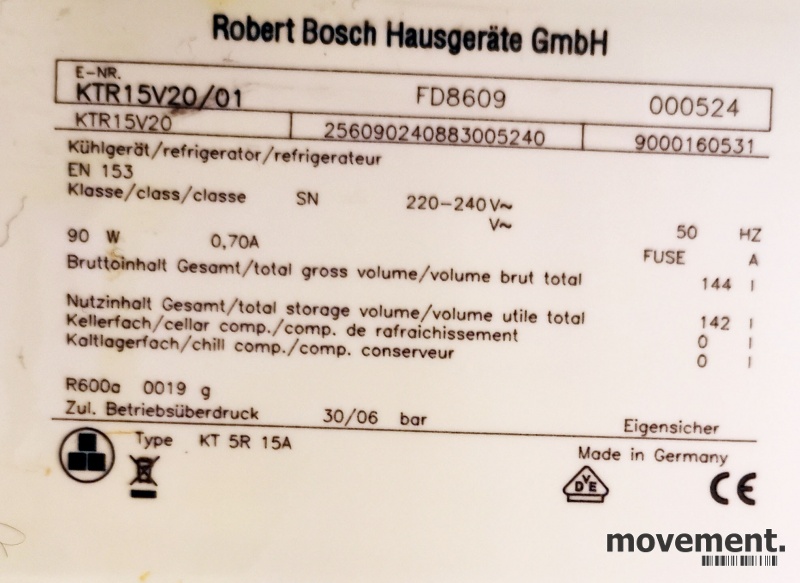 Robert Bosch Hausgeräte GmbH
E-NR.
KTR15V20/01 FD8609 000524
KTR15V20 256090240883005240 9000160531
Kühlgerät/refrigerator/refrigerateur
EN 153
Klasse/class/classe SN 220-240 V~
V~
90 W 0,70A 50 HZ
FUSE A
Bruttoinhalt Gesamt/total gross volume/volume brut total 144 l
Nutzinhalt Gesamt/total storage volume/volume utile total 142 l
Kellerfach/cellar comp./comp. de rafraichissement 0 l
Kaltlagerfach/chill comp./comp. conserveur 0 l
R600a 0019 g
Zul. Betriebsüberdruck 30/06 bar Eigensicher
Type KT 5R 15A Made in Germany
VDE CE
movement.